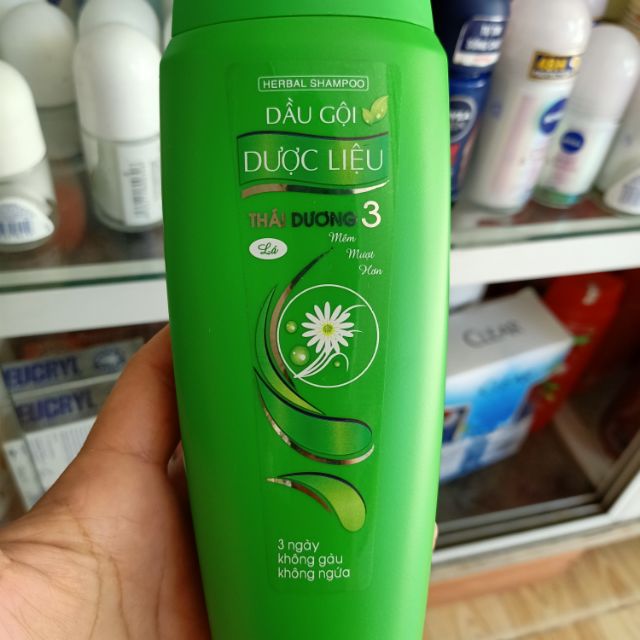 HERBAL SHAMPOO
DẦU GỘI
DƯỢC LIỆU
THÁI DƯƠNG 3
Lá
Mềm
Mượt
Hơn
3 ngày
không gàu
không ngứa
EUCRYL
EUCRYL
CLEAR
NIVEA
NIVEA